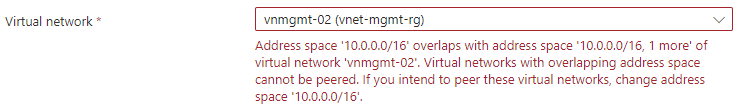 Virtual network *
vnmgmt-02 (vnet-mgmt-rg)
Address space '10.0.0.0/16' overlaps with address space '10.0.0.0/16, 1 more' of
virtual network 'vnmgmt-02'. Virtual networks with overlapping address space
cannot be peered. If you intend to peer these virtual networks, change address
space '10.0.0.0/16'.